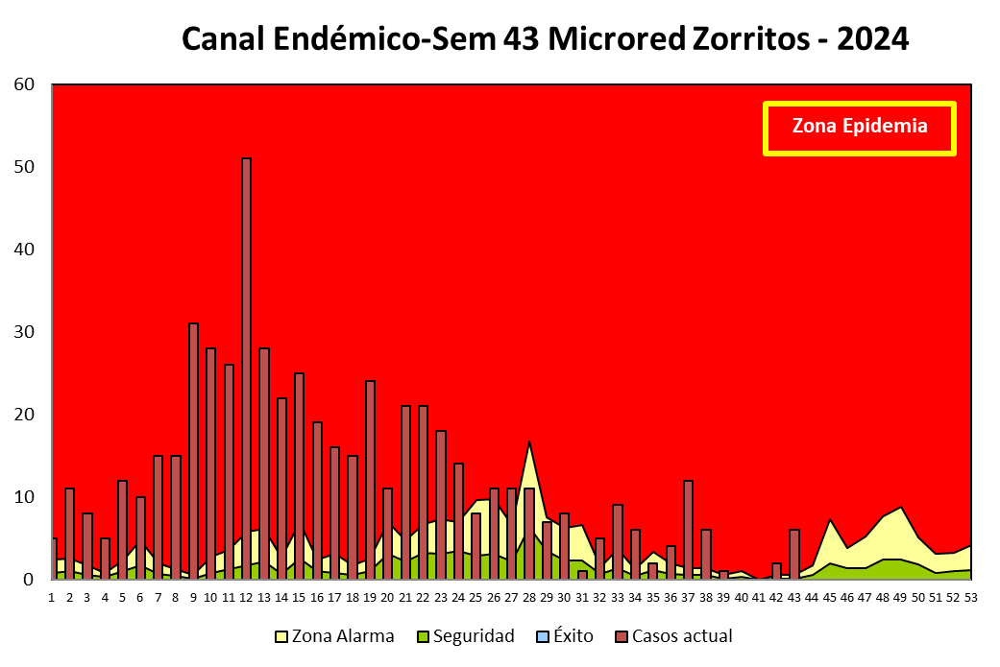 Canal Endémico-Sem 43 Microred Zorritos - 2024
60
Zona Epidemia
50
40
30
20
10
0
1 2 3 4 5 6 7 8 9 10 11 12 13 14 15 16 17 18 19 20 21 22 23 24 25 26 27 28 29 30 31 32 33 34 35 36 37 38 39 40 41 42 43 44 45 46 47 48 49 50 51 52 53
Zona Alarma Seguridad Éxito Casos actual